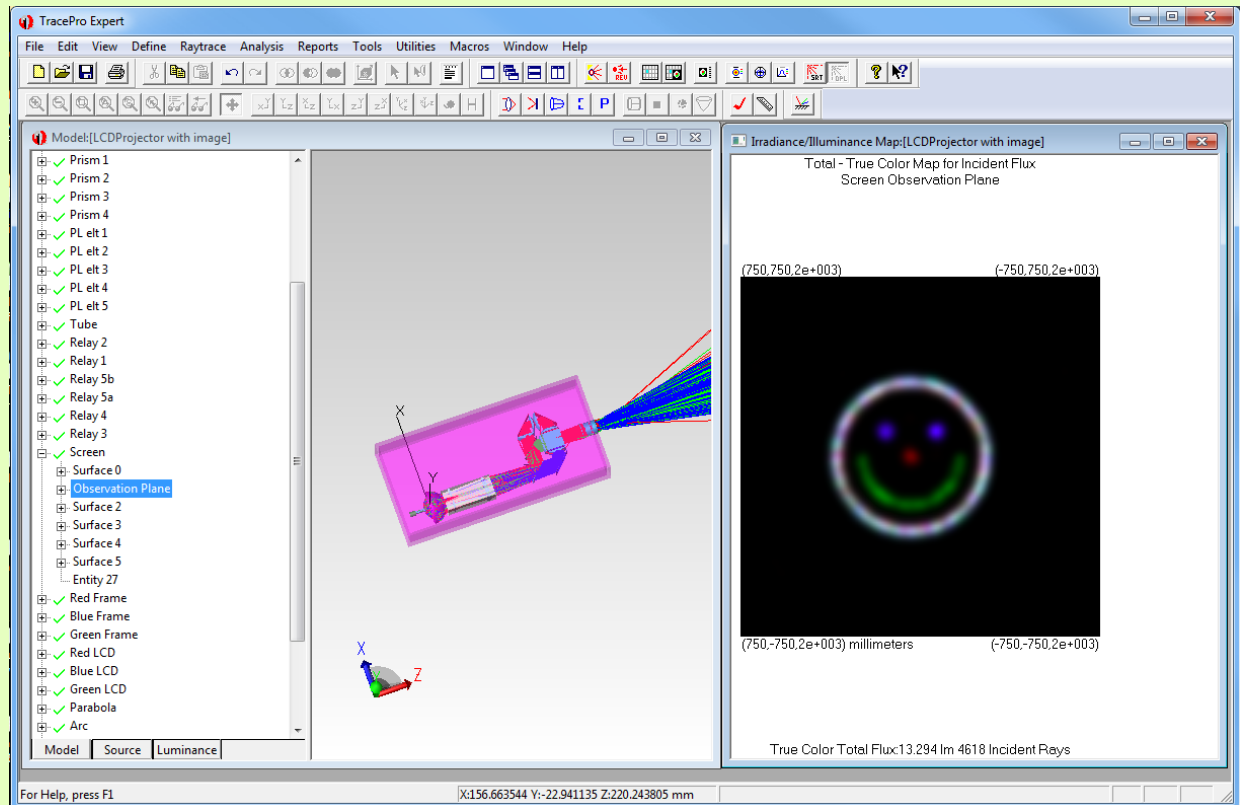 TracePro Expert
File Edit View Define Raytrace Analysis Reports Tools Utilities Macros Window Help
Model:[LCDProjector with image]
Prism 1
Prism 2
Prism 3
Prism 4
PL elt 1
PL elt 2
PL elt 3
PL elt 4
PL elt 5
Tube
Relay 2
Relay 1
Relay 5b
Relay 5a
Relay 4
Relay 3
Screen
Surface 0
Observation Plane
Surface 2
Surface 3
Surface 4
Surface 5
Entity 27
Red Frame
Blue Frame
Green Frame
Red LCD
Blue LCD
Green LCD
Parabola
Arc
Model Source Luminance
X
Y
X
Z
Irradiance/Illuminance Map:[LCDProjector with image]
Total - True Color Map for Incident Flux
Screen Observation Plane
(750,750,2e+003) (-750,750,2e+003)
(750,-750,2e+003) millimeters (-750,-750,2e+003)
True Color Total Flux:13.294 lm 4618 Incident Rays
For Help, press F1 X:156.663544 Y:-22.941135 Z:220.243805 mm